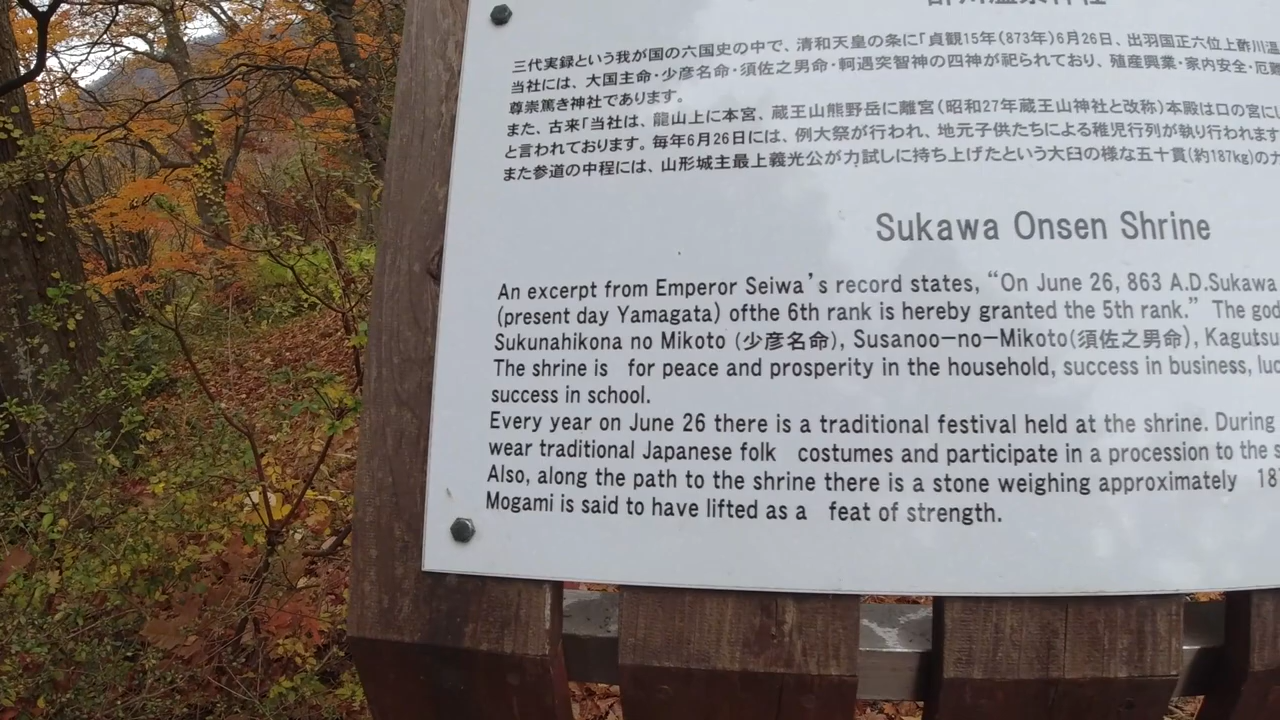 酢川温泉神社
三代実録という我が国の六国史の中で、清和天皇の条に「貞観15年(873年)6月26日、出羽国正六位上酢川温
当社には、大国主命・少彦名命・須佐之男命・軻遇突智神の四神が祀られており、殖産興業・家内安全・厄難
尊崇篤き神社であります。
また、古来「当社は、龍山上に本宮、蔵王山熊野岳に離宮(昭和27年蔵王山神社と改称)本殿は口の宮に
と言われております。毎年6月26日には、例大祭が行われ、地元子供たちによる稚児行列が執り行われます
また参道の中程には、山形城主最上義光公が力試しに持ち上げたという大臼の様な五十貫(約187kg)の力
Sukawa Onsen Shrine
An excerpt from Emperor Seiwa's record states, “On June 26, 863 A.D.Sukawa
(present day Yamagata) ofthe 6th rank is hereby granted the 5th rank.” The god
Sukunahikona no Mikoto (少彦名命), Susanoo-no-Mikoto(須佐之男命), Kagutsu
The shrine is for peace and prosperity in the household, success in business, luc
success in school.
Every year on June 26 there is a traditional festival held at the shrine. During
wear traditional Japanese folk costumes and participate in a procession to the s
Also, along the path to the shrine there is a stone weighing approximately 18
Mogami is said to have lifted as a feat of strength.